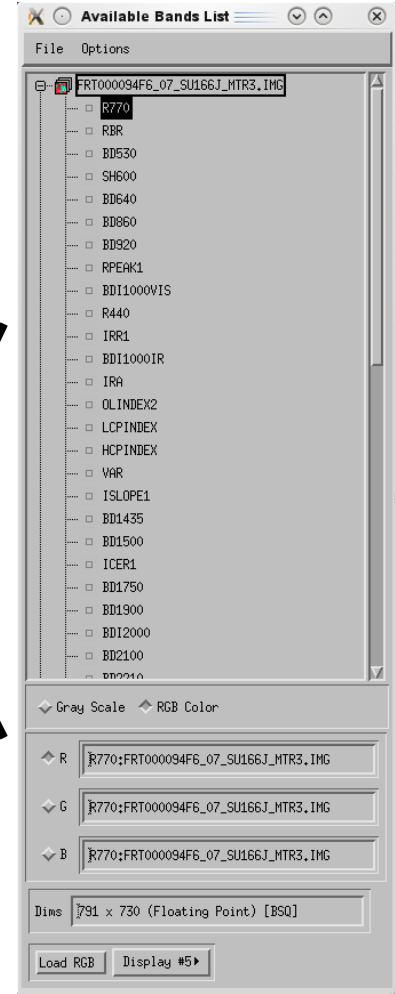 Available Bands List
File Options
FRT000094F6_07_SU166J_MTR3.IMG
R770
RBR
BD530
SH600
BD640
BD860
BD920
RPEAK1
BDI1000VIS
R440
IRR1
BDI1000IR
IRA
OLINDEX2
LCPINDEX
HCPINDEX
VAR
ISLOPE1
BD1435
BD1500
ICER1
BD1750
BD1900
BDI2000
BD2100
BD2210
Gray Scale RGB Color
R R770:FRT000094F6_07_SU166J_MTR3.IMG
G R770:FRT000094F6_07_SU166J_MTR3.IMG
B R770:FRT000094F6_07_SU166J_MTR3.IMG
Dims 791 x 730 (Floating Point) [BSQ]
Load RGB Display #5